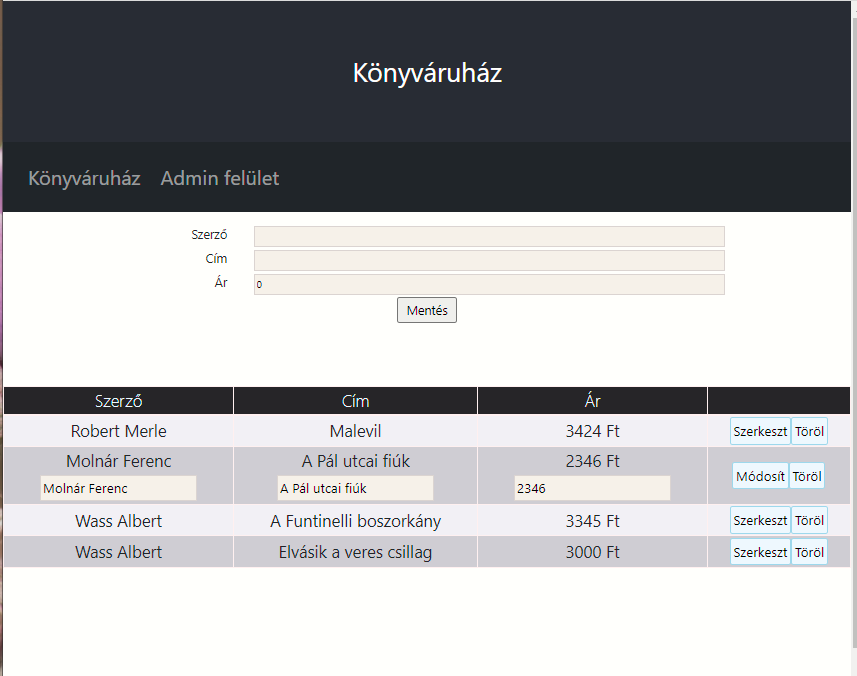 Könyváruház
Könyváruház Admin felület
Szerző
Cím
Ár 0
Mentés
Szerző Cím Ár
Robert Merle Malevil 3424 Ft Szerkeszt Töröl
Molnár Ferenc A Pál utcai fiúk 2346 Ft
Molnár Ferenc A Pál utcai fiúk 2346 Módosít Töröl
Wass Albert A Funtinelli boszorkány 3345 Ft Szerkeszt Töröl
Wass Albert Elvásik a veres csillag 3000 Ft Szerkeszt Töröl